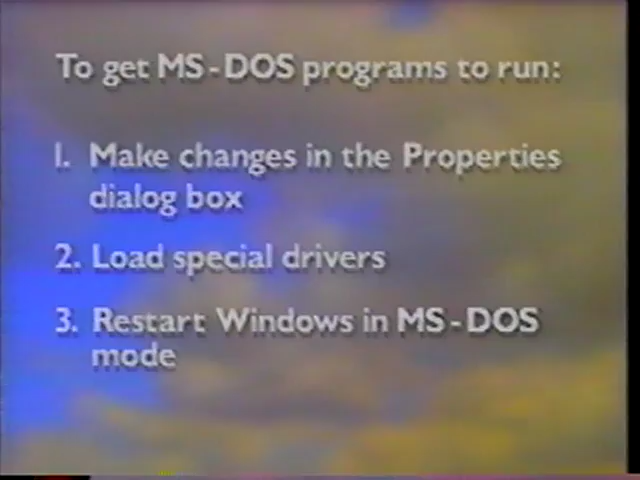 To get MS-DOS programs to run:
1. Make changes in the Properties
dialog box
2. Load special drivers
3. Restart Windows in MS-DOS
mode